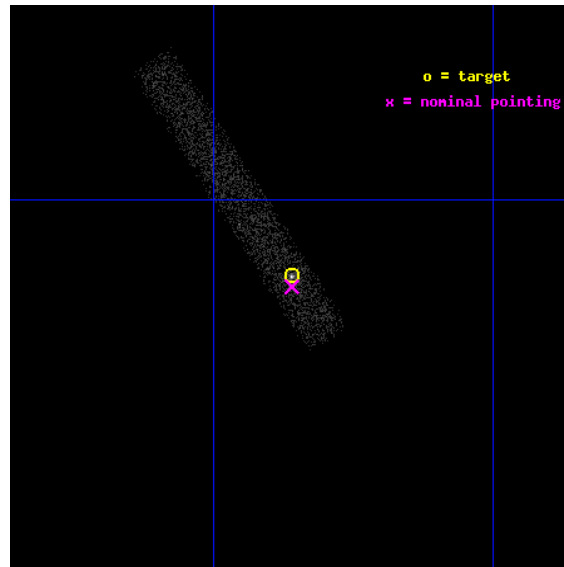 o = target
x = nominal pointing